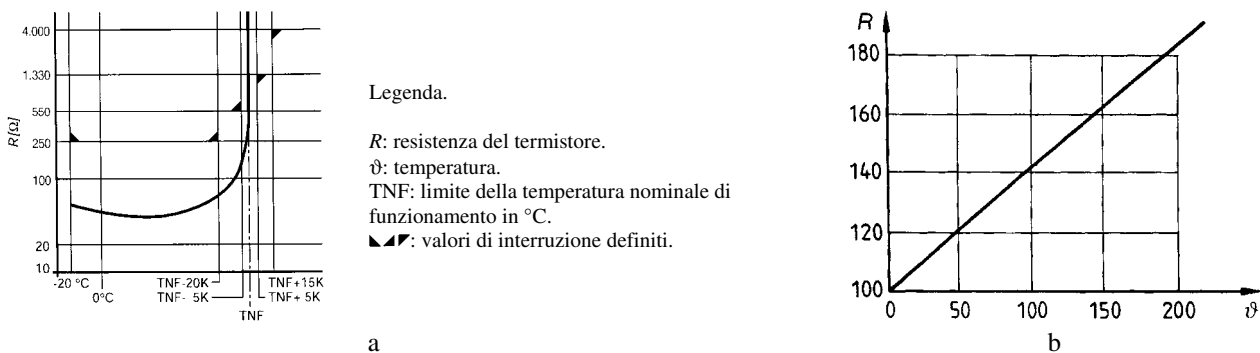 4.000
1.330
550
250
100
20
10
R[Ω]
-20 °C
0°C
TNF-20K
TNF- 5K
TNF+15K
TNF+ 5K
TNF
a
Legenda.
R: resistenza del termistore.
ϑ: temperatura.
TNF: limite della temperatura nominale di
funzionamento in °C.
◣◢◤: valori di interruzione definiti.
R
180
160
140
120
100
0
50
100
150
200
ϑ
b